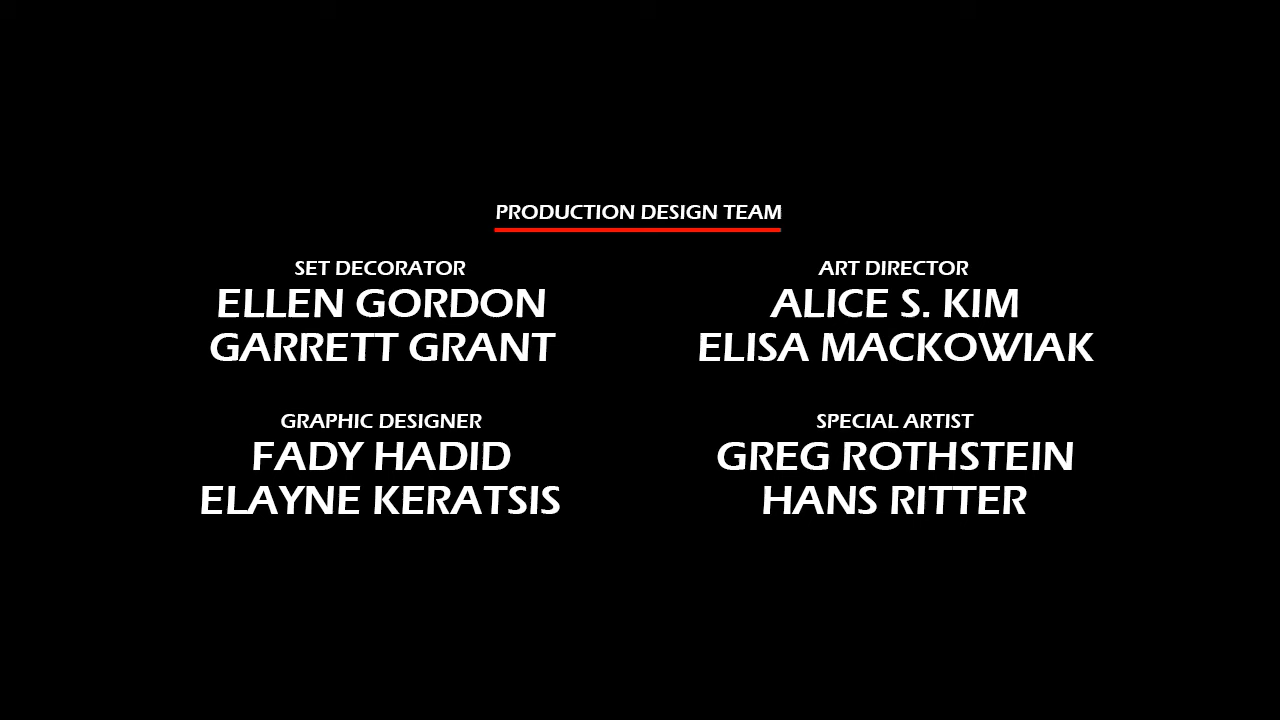 PRODUCTION DESIGN TEAM
SET DECORATOR
ELLEN GORDON
GARRETT GRANT
ART DIRECTOR
ALICE S. KIM
ELISA MACKOWIAK
GRAPHIC DESIGNER
FADY HADID
ELAYNE KERATSIS
SPECIAL ARTIST
GREG ROTHSTEIN
HANS RITTER